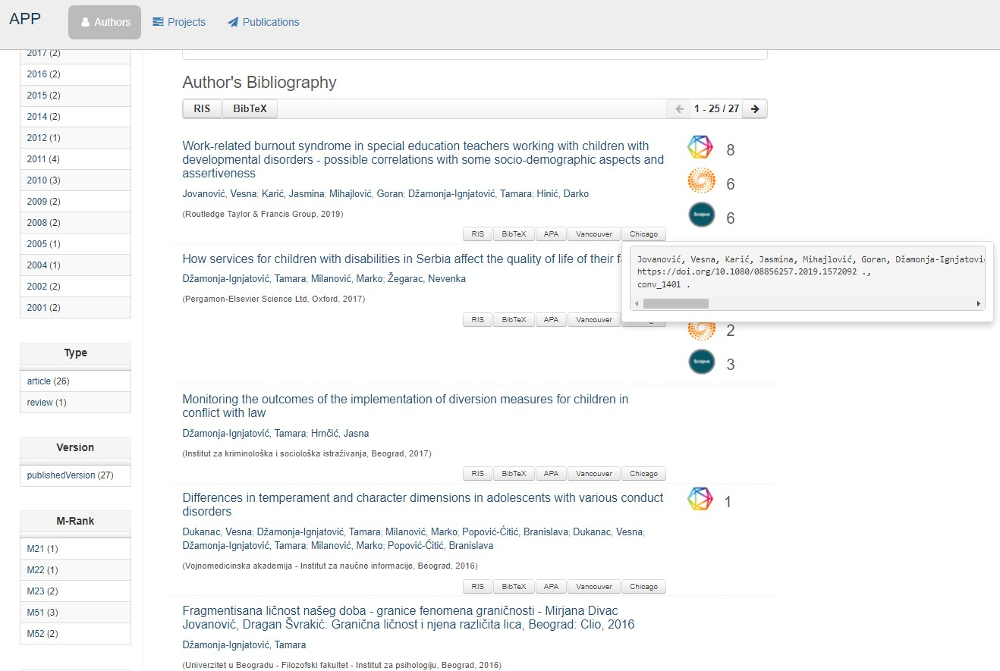 APP
Authors
Projects
Publications
2017 (2)
2016 (2)
2015 (2)
2014 (2)
2012 (1)
2011 (4)
2010 (3)
2009 (2)
2008 (2)
2005 (1)
2004 (1)
2002 (2)
2001 (2)
Type
article (26)
review (1)
Version
publishedVersion (27)
M-Rank
M21 (1)
M22 (1)
M23 (2)
M51 (3)
M52 (2)
Author's Bibliography
RIS BibTeX
1 - 25 / 27
Work-related burnout syndrome in special education teachers working with children with
developmental disorders - possible correlations with some socio-demographic aspects and
assertiveness
Jovanović, Vesna; Karić, Jasmina; Mihajlović, Goran; Džamonja-Ignjatović, Tamara; Hinić, Darko
(Routledge Taylor & Francis Group, 2019)
8
6
Scopus 6
RIS BibTeX APA Vancouver Chicago
Jovanović, Vesna, Karić, Jasmina, Mihajlović, Goran, Džamonja-Ignjatovi
https://doi.org/10.1080/08856257.2019.1572092 .,
conv_1401 .
How services for children with disabilities in Serbia affect the quality of life of their
Džamonja-Ignjatović, Tamara; Milanović, Marko; Žegarac, Nevenka
(Pergamon-Elsevier Science Ltd, Oxford, 2017)
RIS BibTeX APA Vancouver
2
Scopus 3
Monitoring the outcomes of the implementation of diversion measures for children in
conflict with law
Džamonja-Ignjatović, Tamara; Hrnčić, Jasna
(Institut za kriminološka i sociološka istraživanja, Beograd, 2017)
RIS BibTeX APA Vancouver Chicago
Differences in temperament and character dimensions in adolescents with various conduct
disorders
Dukanac, Vesna; Džamonja-Ignjatović, Tamara; Milanović, Marko; Popović-Ćitić, Branislava; Dukanac, Vesna;
Džamonja-Ignjatović, Tamara; Milanović, Marko; Popović-Ćitić, Branislava
(Vojnomedicinska akademija - Institut za naučne informacije, Beograd, 2016)
1
RIS BibTeX APA Vancouver Chicago
Fragmentisana ličnost našeg doba - granice fenomena graničnosti - Mirjana Divac
Jovanović, Dragan Švrakić: Granična ličnost i njena različita lica, Beograd: Clio, 2016
Džamonja-Ignjatović, Tamara
(Univerzitet u Beogradu - Filozofski fakultet - Institut za psihologiju, Beograd, 2016)